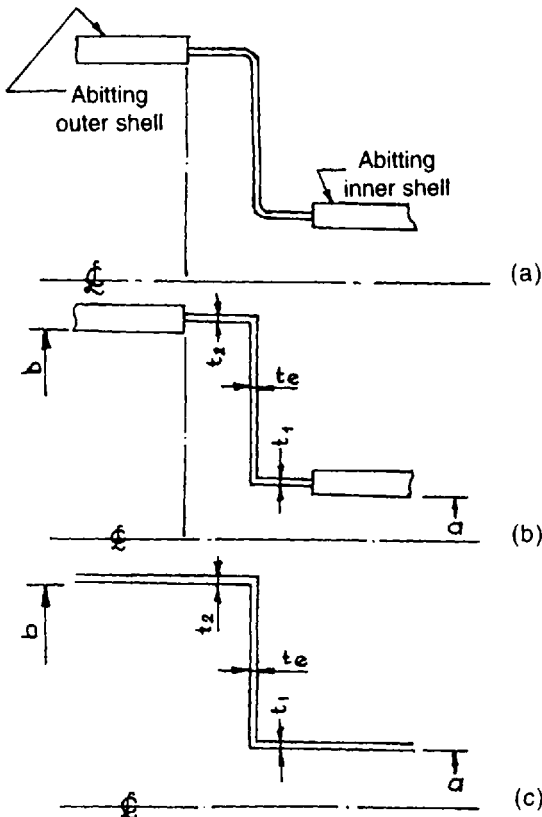 Abitting
outer shell
Abitting
inner shell
(a)
℄
b
t2
te
t1
a
(b)
℄
b
t2
te
t1
a
(c)
℄